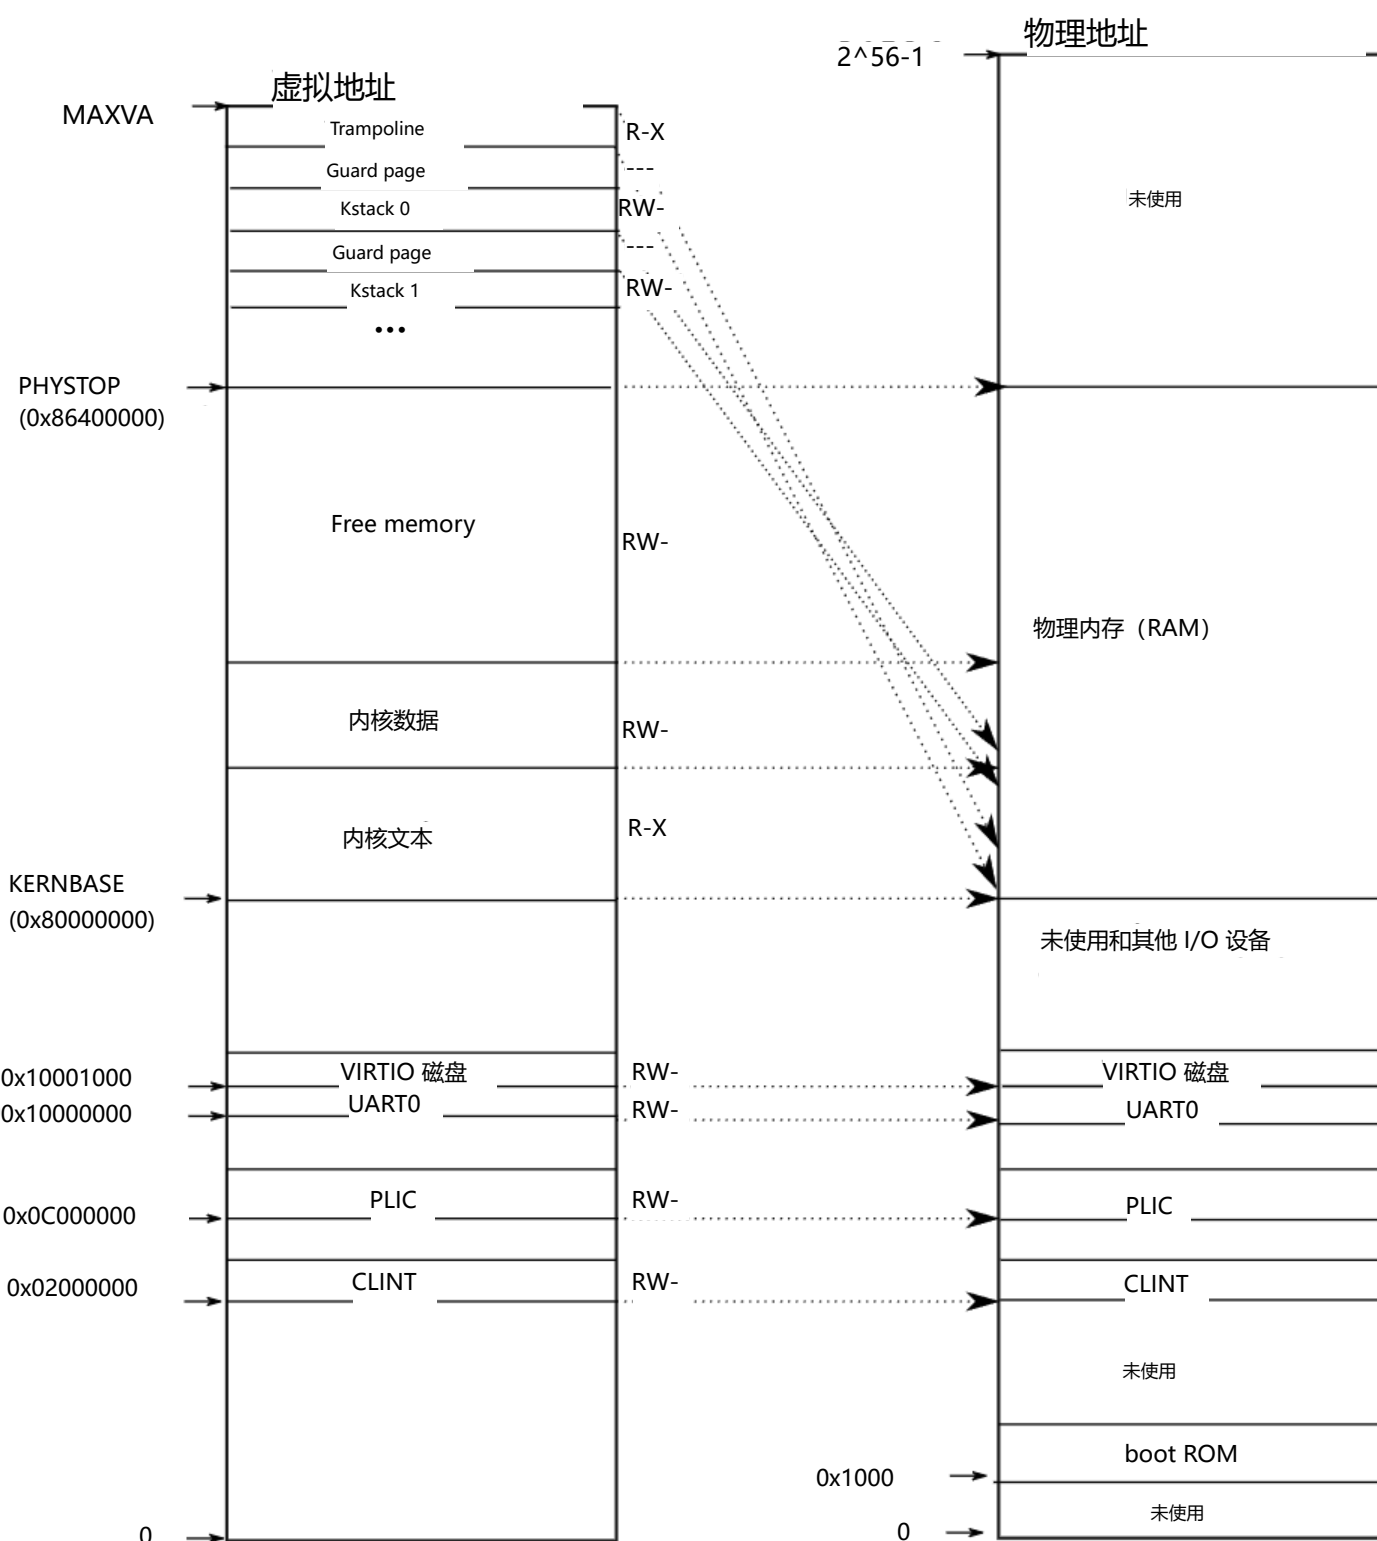 物理地址
2^56-1
虚拟地址
MAXVA
Trampoline
R-X
Guard page
---
未使用
Kstack 0
RW-
Guard page
---
Kstack 1
RW-
...
PHYSTOP
(0x86400000)
Free memory
RW-
物理内存（RAM）
内核数据
RW-
内核文本
R-X
KERNBASE
(0x80000000)
未使用和其他 I/O 设备
0x10001000
VIRTIO 磁盘
RW-
VIRTIO 磁盘
0x10000000
UART0
RW-
UART0
0x0C000000
PLIC
RW-
PLIC
0x02000000
CLINT
RW-
CLINT
未使用
boot ROM
0x1000
未使用
0
0